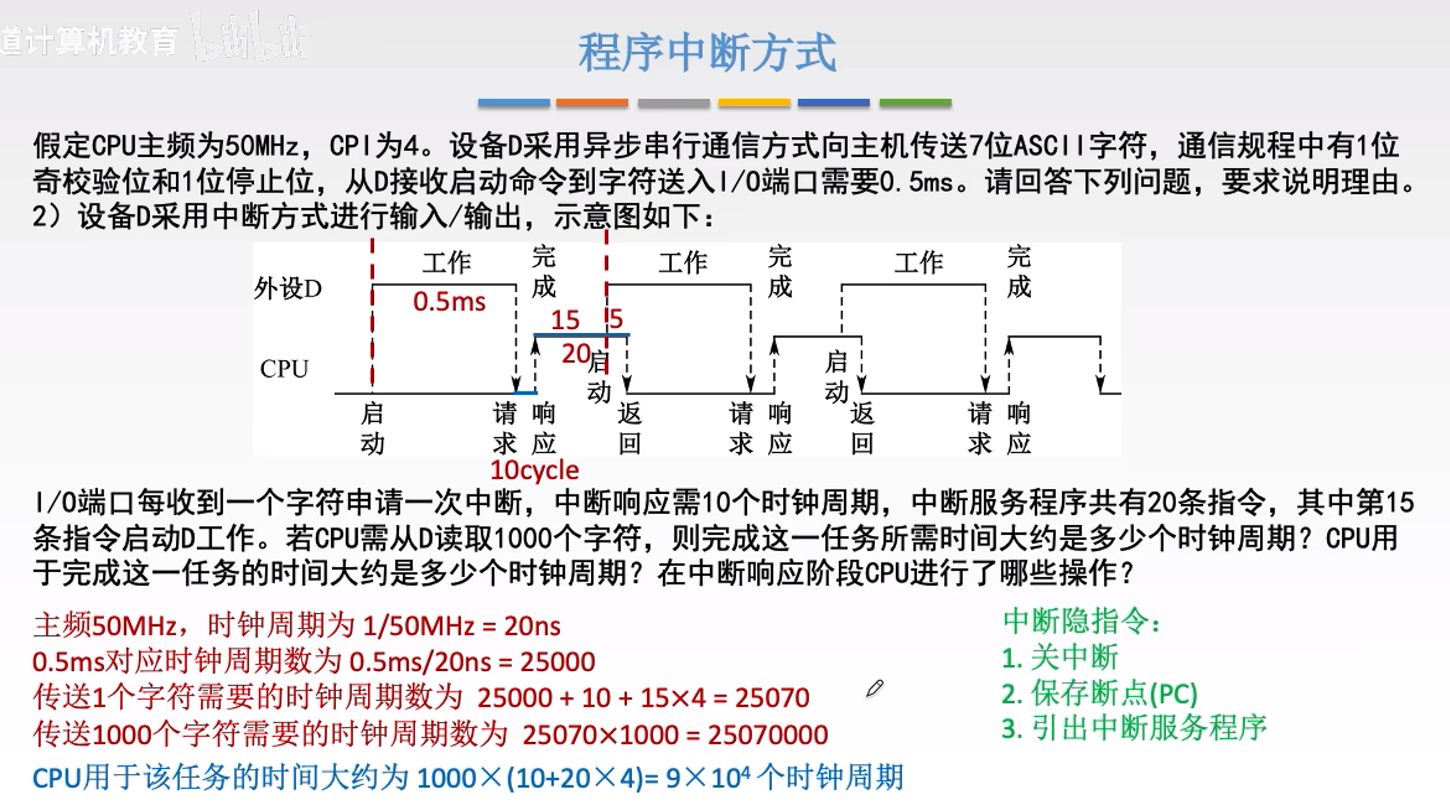 道计算机教育 bilibili
程序中断方式
假定CPU主频为50MHz，CPI为4。设备D采用异步串行通信方式向主机传送7位ASCII字符，通信规程中有1位
奇校验位和1位停止位，从D接收启动命令到字符送入I/O端口需要0.5ms。请回答下列问题，要求说明理由。
2）设备D采用中断方式进行输入/输出，示意图如下：
外设D 工作 完成 工作 完成 工作 完成
0.5ms
15 5
20
CPU 启动 启动
启动 请求 响应 返回 请求 响应 返回 请求 响应
10cycle
I/O端口每收到一个字符申请一次中断，中断响应需10个时钟周期，中断服务程序共有20条指令，其中第15
条指令启动D工作。若CPU需从D读取1000个字符，则完成这一任务所需时间大约是多少个时钟周期？CPU用
于完成这一任务的时间大约是多少个时钟周期？在中断响应阶段CPU进行了哪些操作？
主频50MHz，时钟周期为 1/50MHz = 20ns
0.5ms对应时钟周期数为 0.5ms/20ns = 25000
传送1个字符需要的时钟周期数为 25000 + 10 + 15×4 = 25070
传送1000个字符需要的时钟周期数为 25070×1000 = 25070000
CPU用于该任务的时间大约为 1000×(10+20×4)= 9×10⁴ 个时钟周期
中断隐指令：
1. 关中断
2. 保存断点(PC)
3. 引出中断服务程序